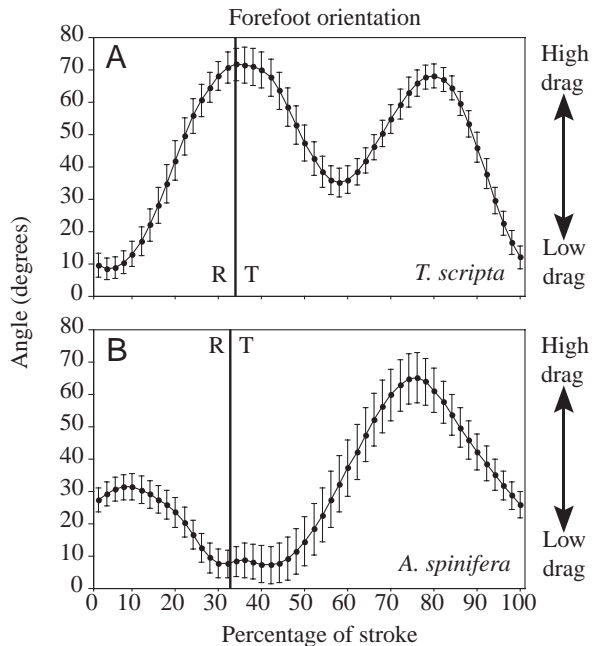 Forefoot orientation
80
70
60
50
40
30
20
10
0
A
R T
T. scripta
High
drag
Low
drag
Angle (degrees)
80
70
60
50
40
30
20
10
0
B
R T
A. spinifera
High
drag
Low
drag
0 10 20 30 40 50 60 70 80 90 100
Percentage of stroke